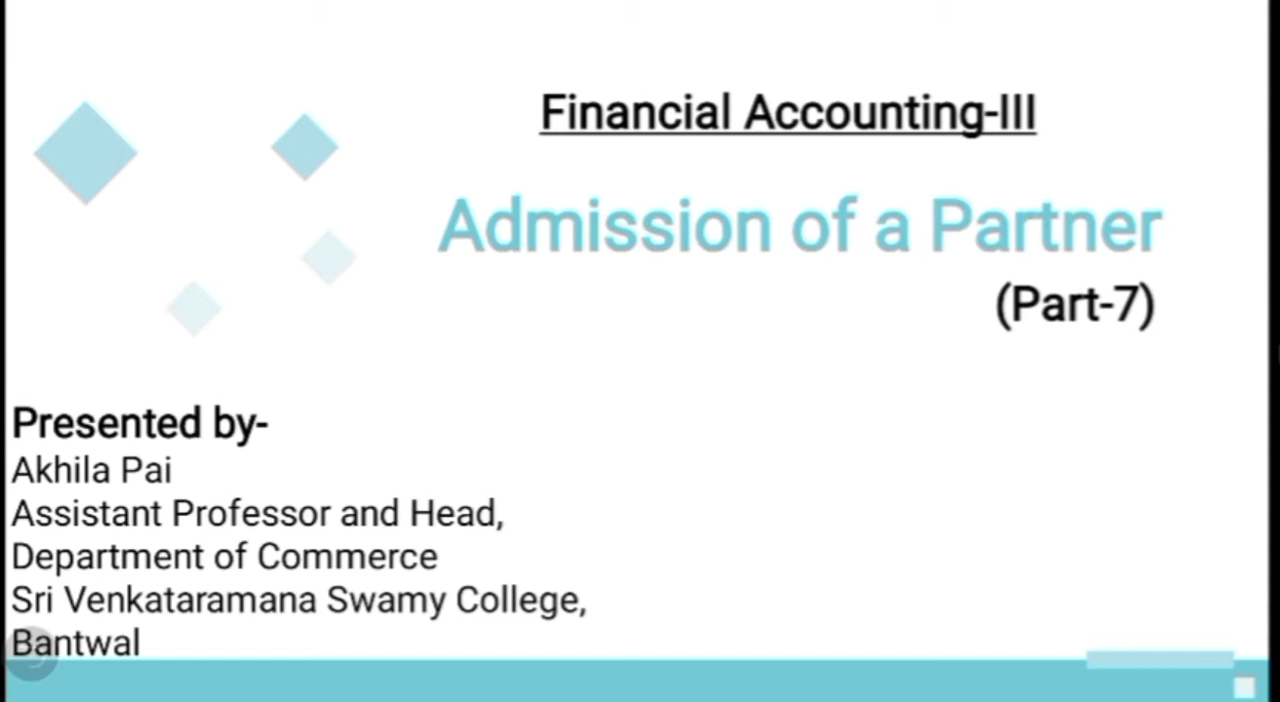 Financial Accounting-III
Admission of a Partner
(Part-7)
Presented by-
Akhila Pai
Assistant Professor and Head,
Department of Commerce
Sri Venkataramana Swamy College,
Bantwal